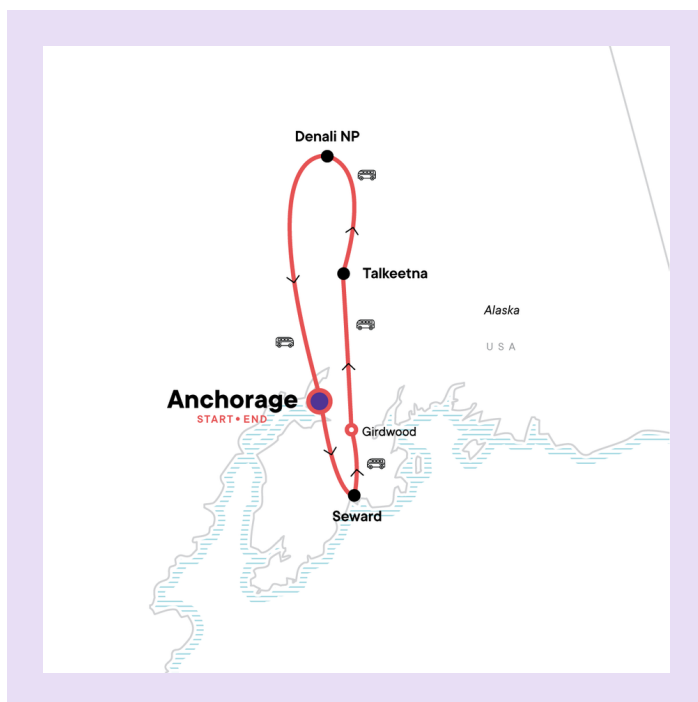 Denali NP
Talkeetna
Alaska
USA
Anchorage
START • END
Girdwood
Seward